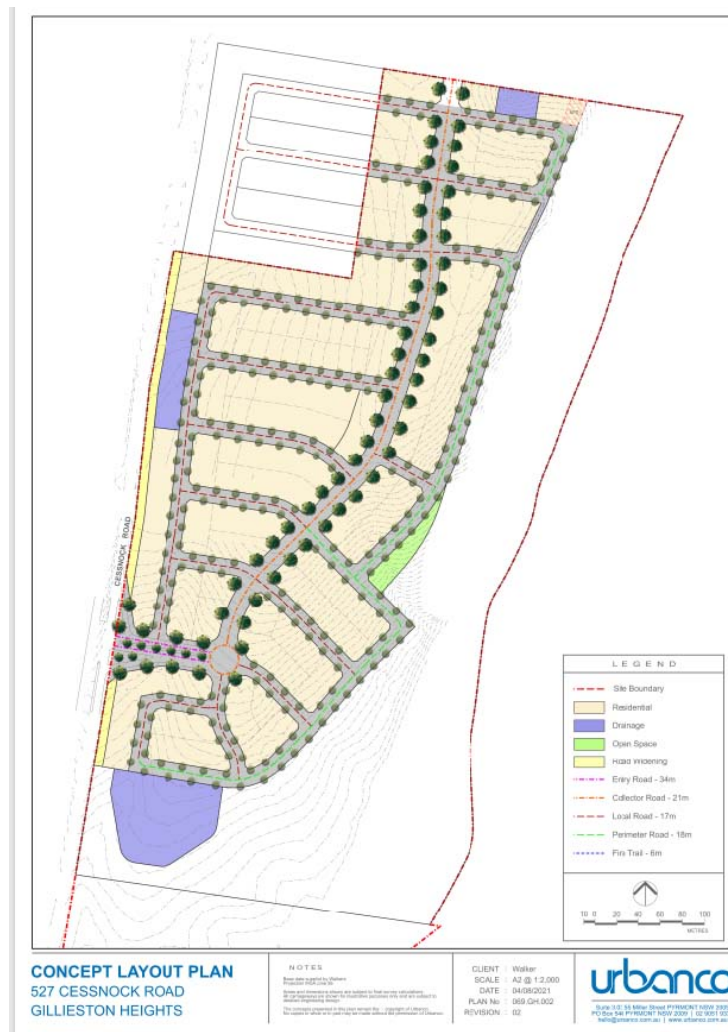 CESSNOCK ROAD
LEGEND
Site Boundary
Residential
Drainage
Open Space
Road Widening
Entry Road - 34m
Collector Road - 21m
Local Road - 17m
Perimeter Road - 18m
Fire Trail - 6m
10 0 20 40 60 80 100
METRES
CONCEPT LAYOUT PLAN
527 CESSNOCK ROAD
GILLIESTON HEIGHTS
NOTES
CLIENT : Walker
SCALE : A2 @ 1:2,000
DATE : 04/08/2021
PLAN No : 069 GH.002
REVISION : 02
urbanco